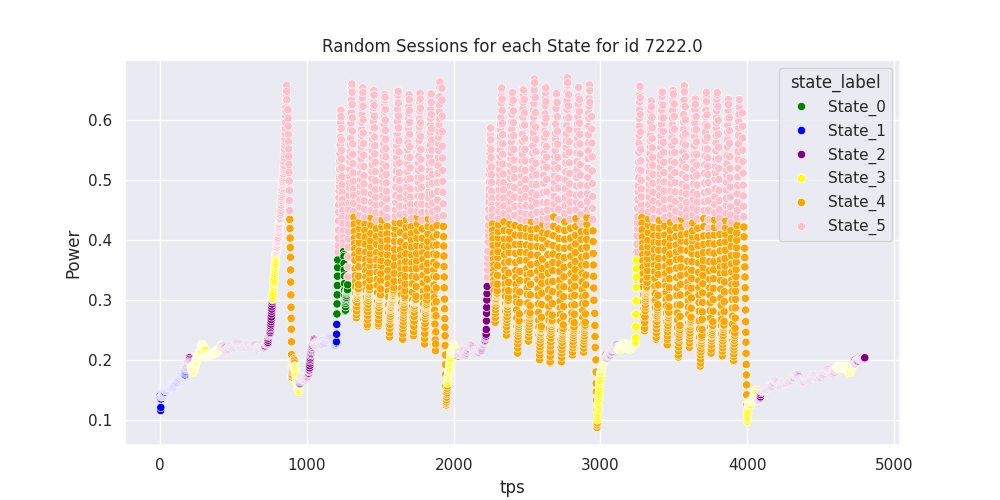 Random Sessions for each State for id 7222.0
state_label
State_0
State_1
State_2
State_3
State_4
State_5
Power
0.6
0.5
0.4
0.3
0.2
0.1
0 1000 2000 3000 4000 5000
tps